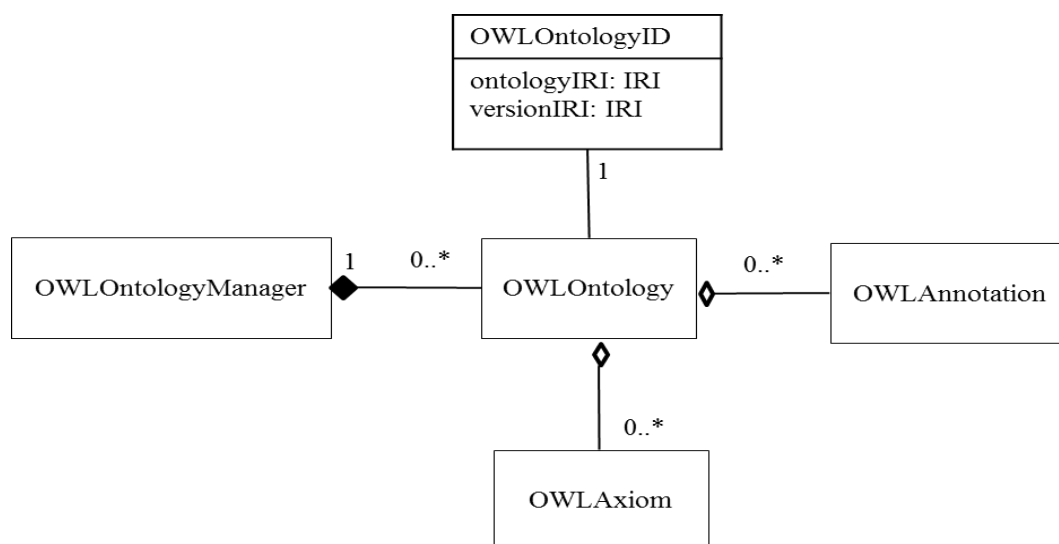 OWLOntologyID
ontologyIRI: IRI
versionIRI: IRI
1
OWLOntologyManager
1
0..*
OWLOntology
0..*
OWLAnnotation
0..*
OWLAxiom